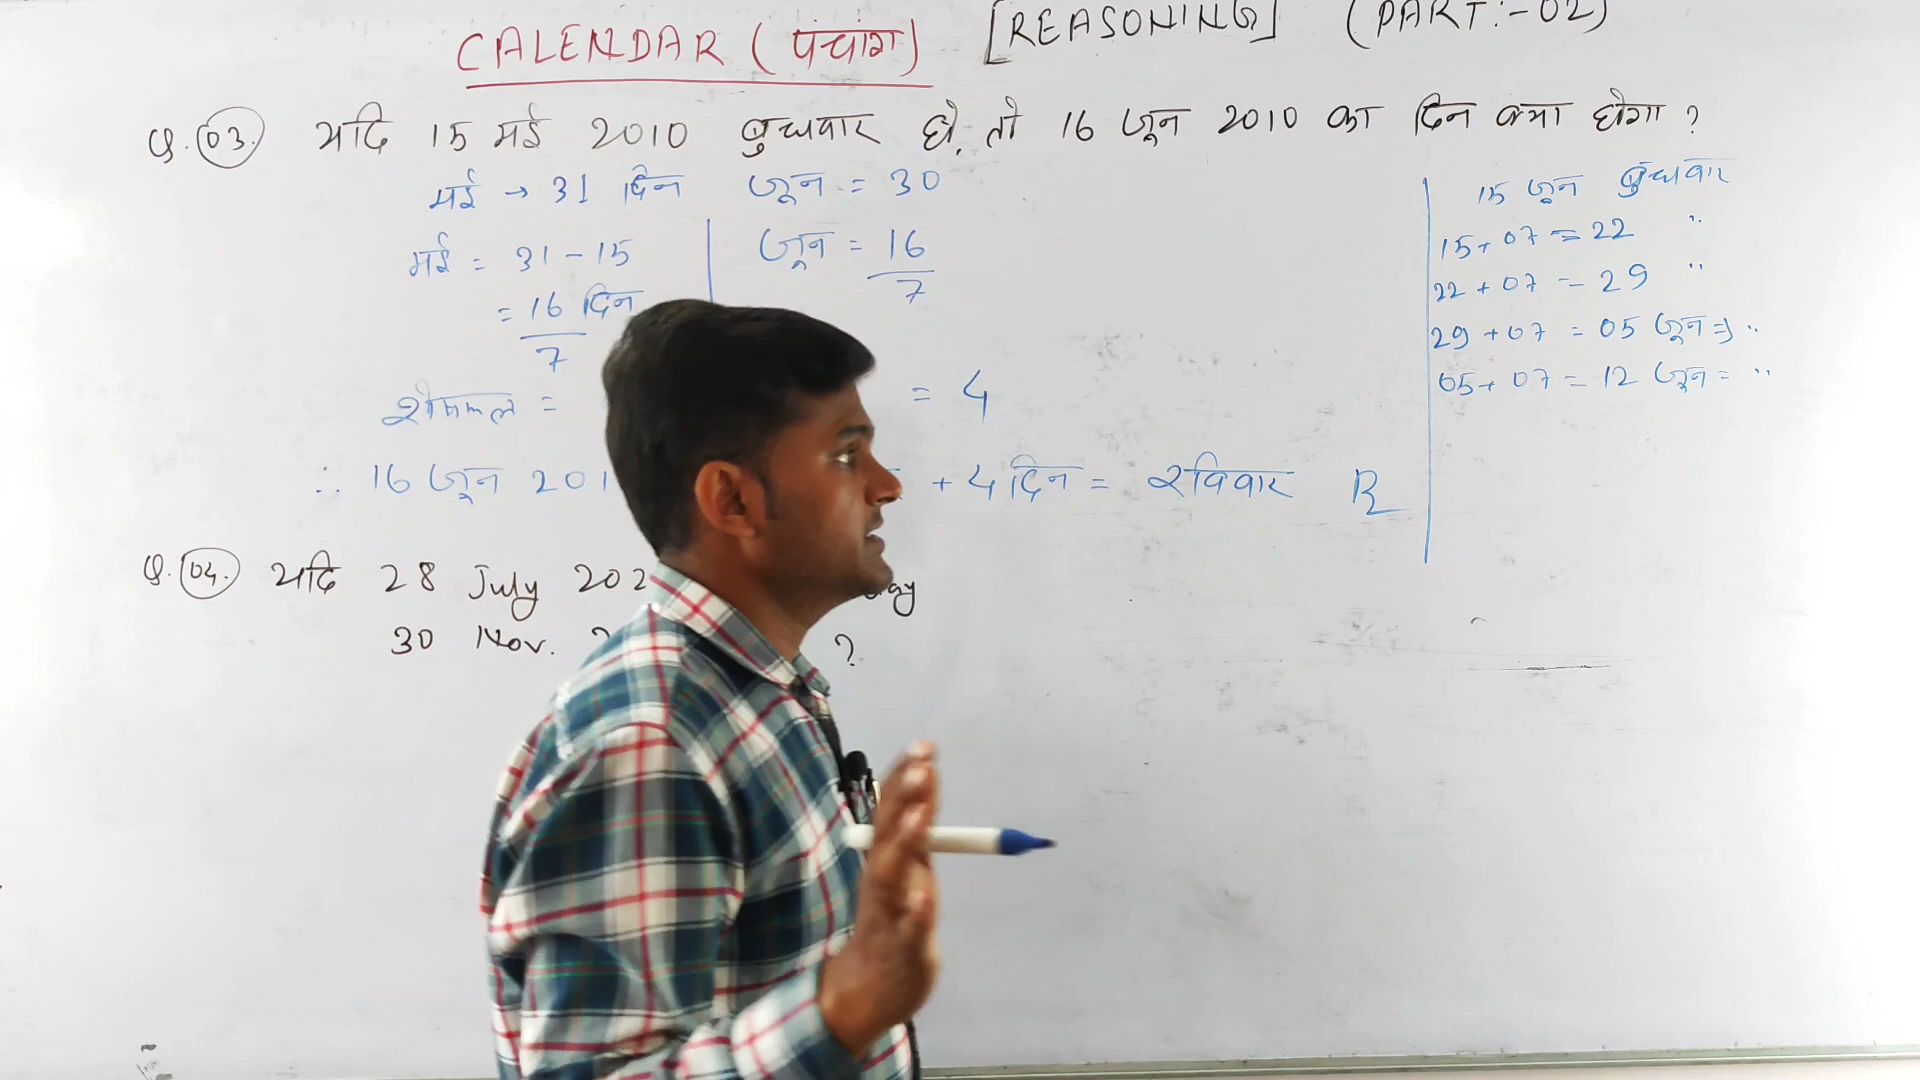 CALENDAR (पंचांग) [REASONING] (PART:-02)
Q.03. यदि 15 मई 2010 बुधवार हो, तो 16 जून 2010 का दिन क्या होगा ?
मई → 31 दिन जून = 30
मई = 31 - 15
= 16 दिन
7
जून = 16
7
शेषफल = = 4
∴ 16 जून 201 + 4 दिन = रविवार R
15 जून बुधवार
15 + 07 = 22 "
22 + 07 = 29 "
29 + 07 = 05 जून => "
05 + 07 = 12 जून = "
Q.04. यदि 28 July 202
30 Nov. ?